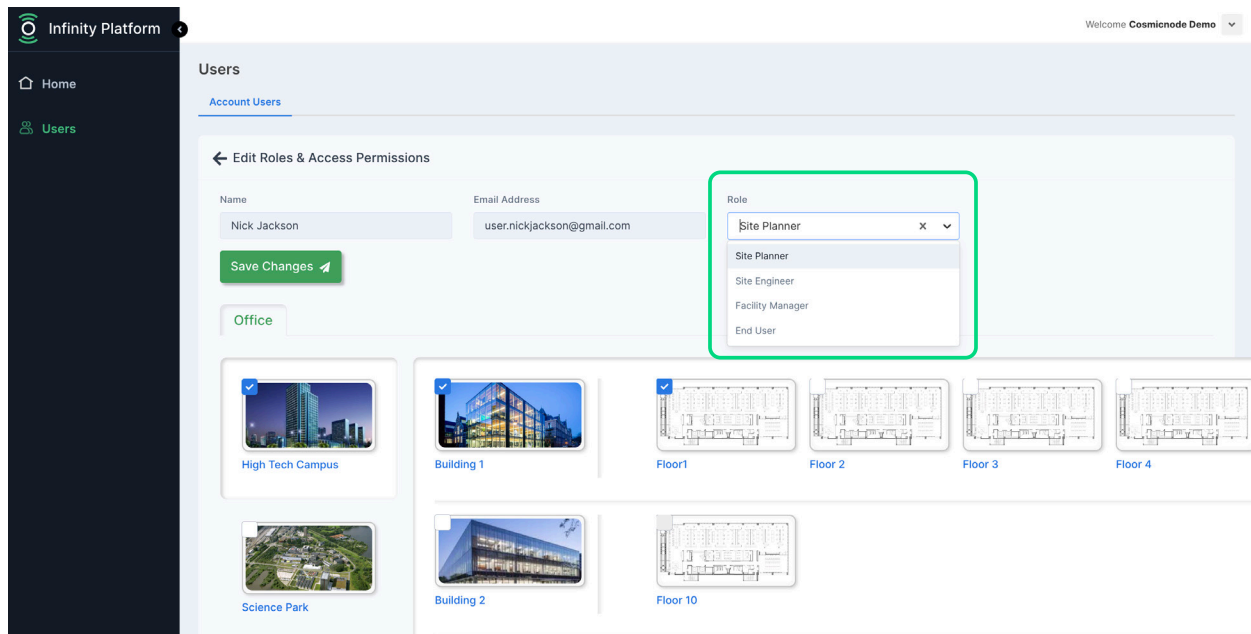 Infinity Platform
Welcome Cosmicnode Demo
Home
Users
Users
Account Users
Edit Roles & Access Permissions
Name
Email Address
Role
Nick Jackson
user.nickjackson@gmail.com
Site Planner
Site Planner
Site Engineer
Facility Manager
End User
Save Changes
Office
High Tech Campus
Building 1
Floor1
Floor 2
Floor 3
Floor 4
Science Park
Building 2
Floor 10